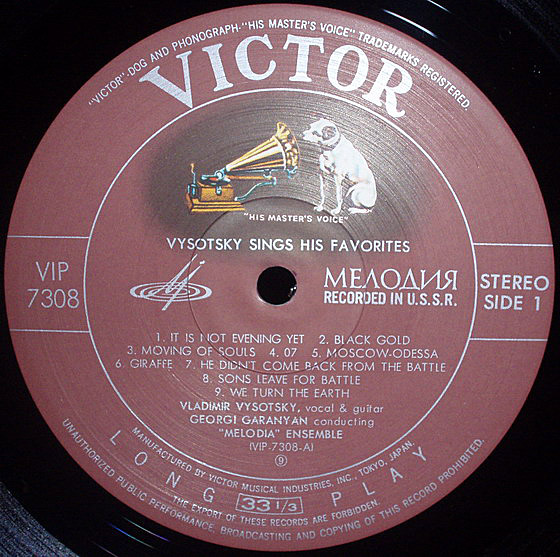 "VICTOR"-DOG AND PHONOGRAPH-"HIS MASTER'S VOICE" TRADEMARKS REGISTERED.
VICTOR
"HIS MASTER'S VOICE"
VYSOTSKY SINGS HIS FAVORITES
VIP
7308
МЕЛОДИЯ
RECORDED IN U.S.S.R.
STEREO
SIDE 1
1. IT IS NOT EVENING YET 2. BLACK GOLD
3. MOVING OF SOULS 4. 07 5. MOSCOW-ODESSA
6. GIRAFFE 7. HE DIDN'T COME BACK FROM THE BATTLE
8. SONS LEAVE FOR BATTLE
9. WE TURN THE EARTH
VLADIMIR VYSOTSKY, vocal & guitar
GEORGI GARANYAN conducting
"MELODIA" ENSEMBLE
(VIP-7308-A)
9
LONG 33 1/3 PLAY
MANUFACTURED BY VICTOR MUSICAL INDUSTRIES, INC., TOKYO, JAPAN.
THE EXPORT OF THESE RECORDS ARE FORBIDDEN.
UNAUTHORIZED PUBLIC PERFORMANCE, BROADCASTING AND COPYING OF THIS RECORD PROHIBITED.